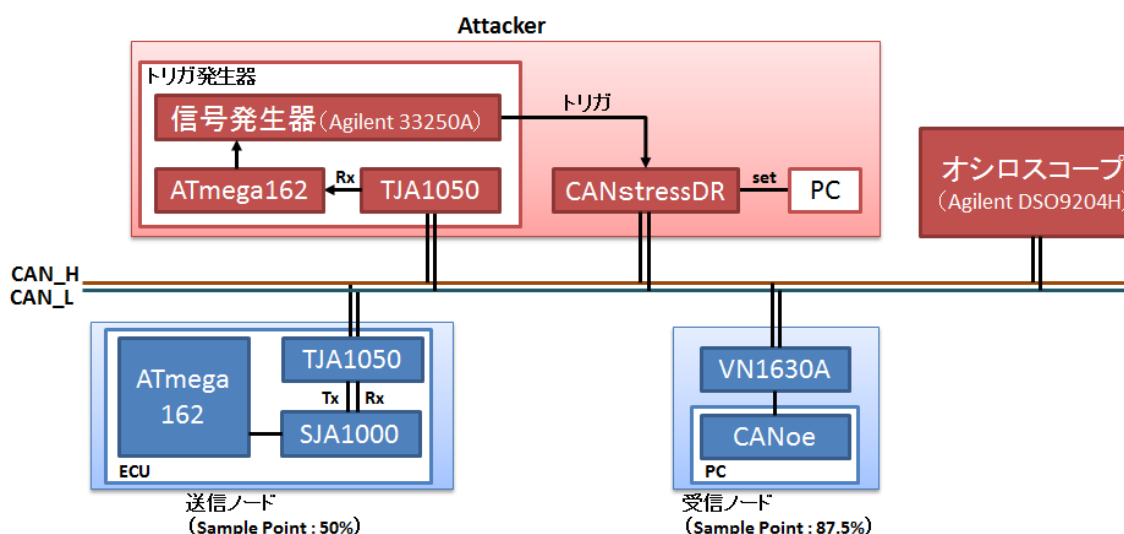 Attacker
トリガ発生器
信号発生器(Agilent 33250A)
トリガ
ATmega162
Rx
TJA1050
CANstressDR
set
PC
オシロスコープ
(Agilent DSO9204H)
CAN_H
CAN_L
ATmega
162
TJA1050
Tx
Rx
SJA1000
ECU
送信ノード
(Sample Point : 50%)
VN1630A
CANoe
PC
受信ノード
(Sample Point : 87.5%)